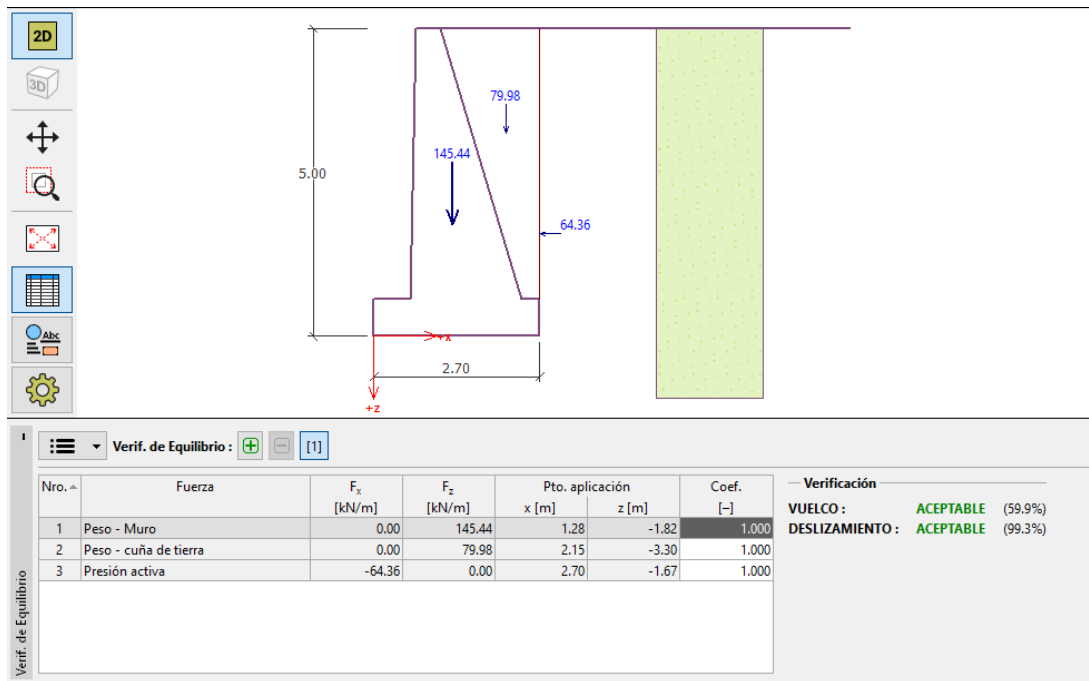 2D
3D
Abc
5.00
79.98
145.44
64.36
+x
2.70
+z
Verif. de Equilibrio
Verif. de Equilibrio : [1]
Nro. Fuerza Fx Fz Pto. aplicación Coef.
[kN/m] [kN/m] x [m] z [m] [–]
1 Peso - Muro 0.00 145.44 1.28 -1.82 1.000
2 Peso - cuña de tierra 0.00 79.98 2.15 -3.30 1.000
3 Presión activa -64.36 0.00 2.70 -1.67 1.000
Verificación
VUELCO : ACEPTABLE (59.9%)
DESLIZAMIENTO : ACEPTABLE (99.3%)